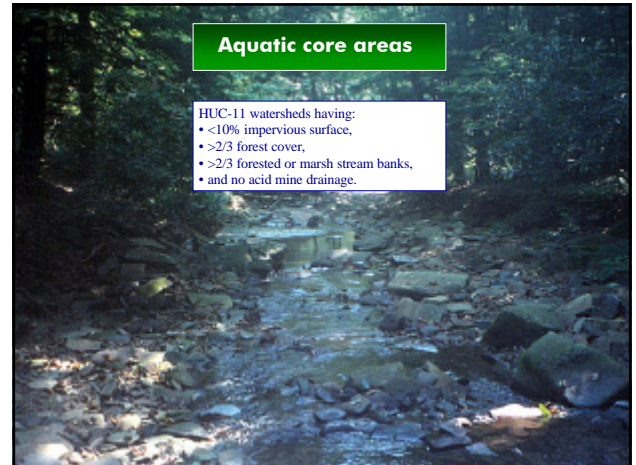 Aquatic core areas
HUC-11 watersheds having:
• <10% impervious surface,
• >2/3 forest cover,
• >2/3 forested or marsh stream banks,
• and no acid mine drainage.